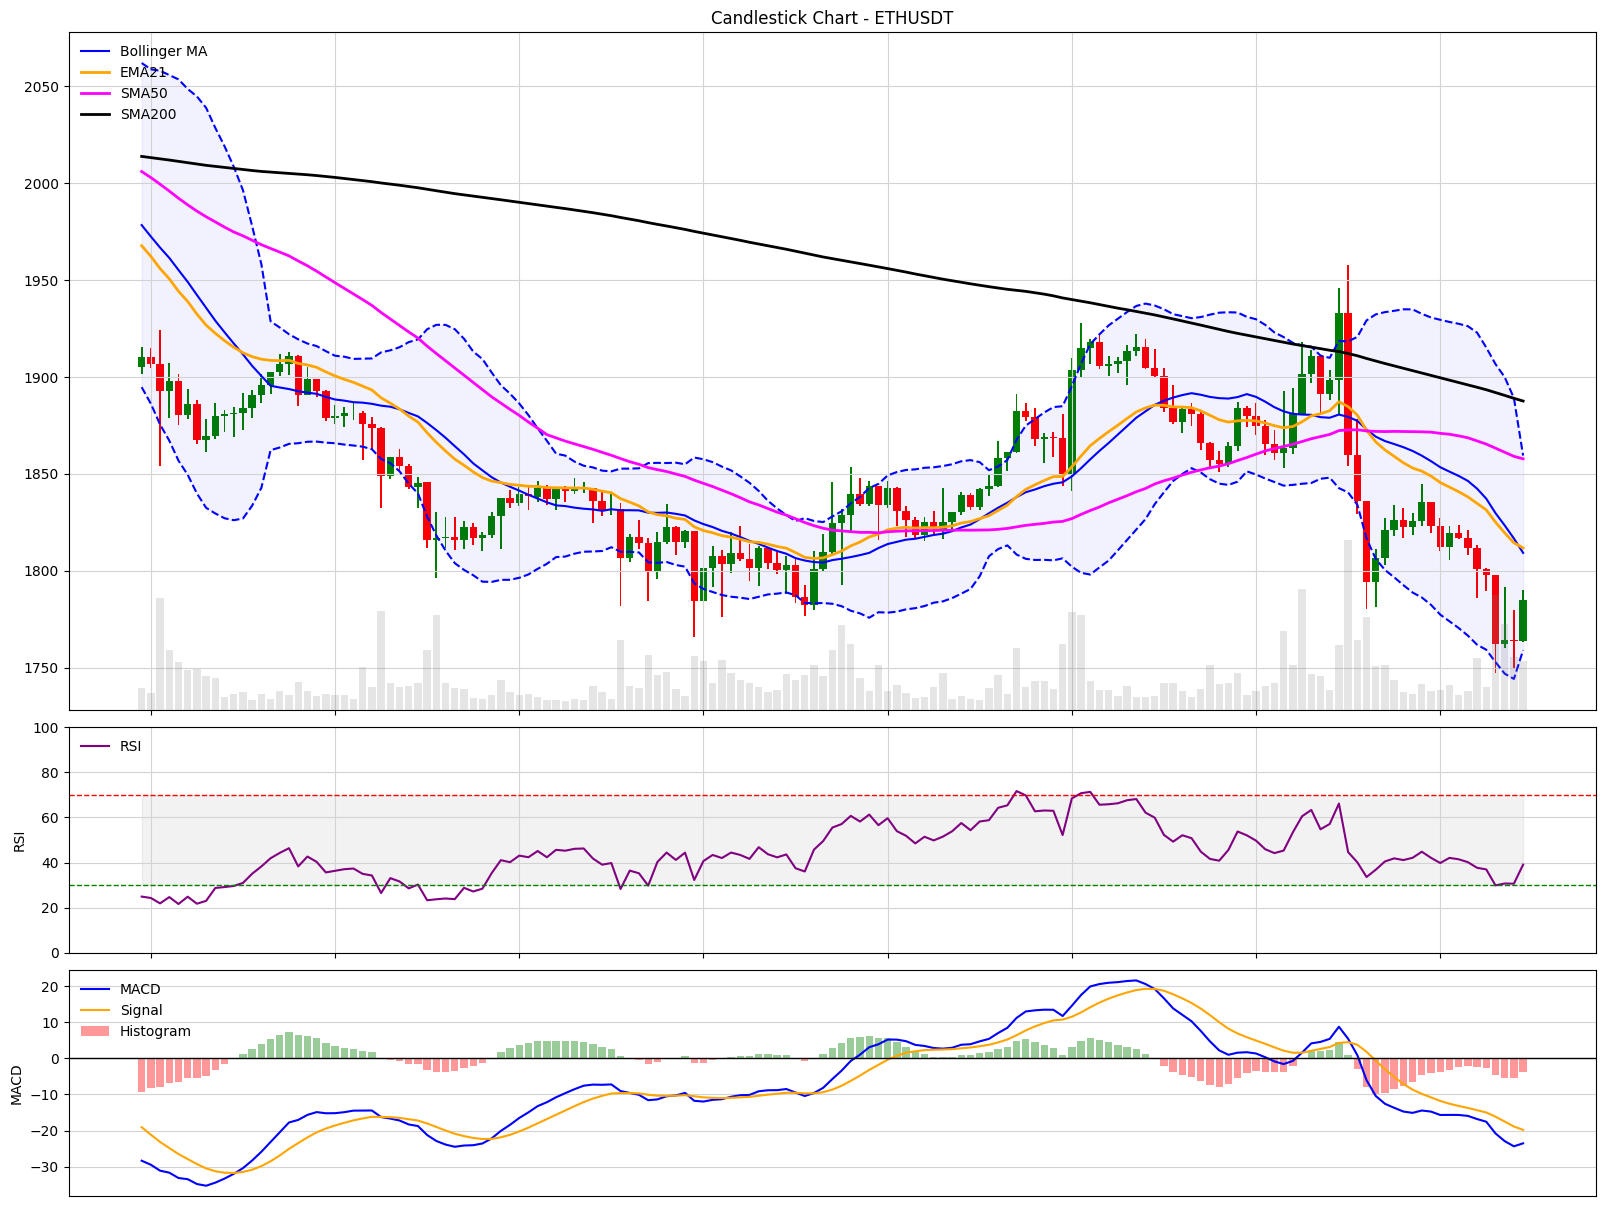 Candlestick Chart - ETHUSDT
Bollinger MA
EMA21
SMA50
SMA200
2050
2000
1950
1900
1850
1800
1750
RSI
100
80
60
40
20
0
RSI
MACD
Signal
Histogram
20
10
0
−10
−20
−30
MACD